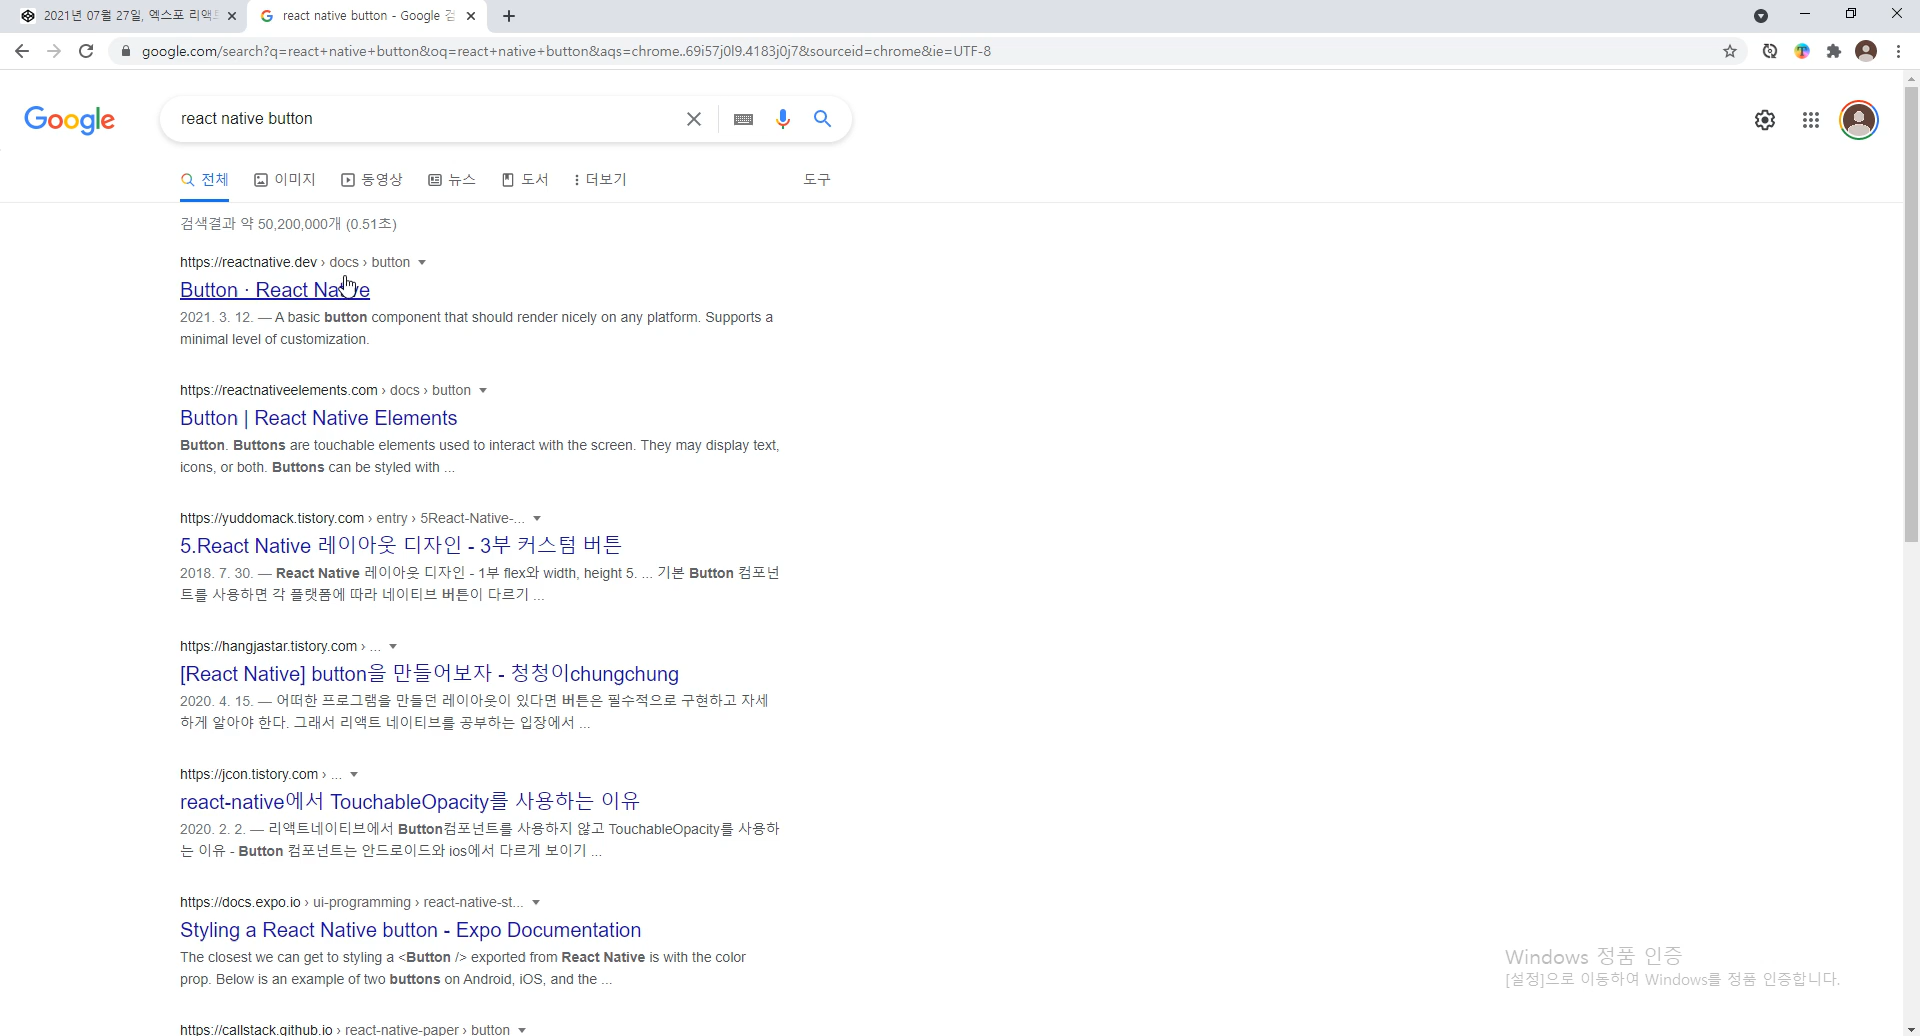 2021년 07월 27일, 엑스포 리액
react native button - Google 검
google.com/search?q=react+native+button&oq=react+native+button&aqs=chrome..69i57j0l9.4183j0j7&sourceid=chrome&ie=UTF-8
Google
react native button
전체 이미지 동영상 뉴스 도서 더보기 도구
검색결과 약 50,200,000개 (0.51초)
https://reactnative.dev › docs › button
Button · React Native
2021. 3. 12. — A basic button component that should render nicely on any platform. Supports a
minimal level of customization.
https://reactnativeelements.com › docs › button
Button | React Native Elements
Button. Buttons are touchable elements used to interact with the screen. They may display text,
icons, or both. Buttons can be styled with ...
https://yuddomack.tistory.com › entry › 5React-Native-...
5.React Native 레이아웃 디자인 - 3부 커스텀 버튼
2018. 7. 30. — React Native 레이아웃 디자인 - 1부 flex와 width, height 5. ... 기본 Button 컴포넌
트를 사용하면 각 플랫폼에 따라 네이티브 버튼이 다르기 ...
https://hangjastar.tistory.com › ...
[React Native] button을 만들어보자 - 청청이chungchung
2020. 4. 15. — 어떠한 프로그램을 만들던 레이아웃이 있다면 버튼은 필수적으로 구현하고 자세
하게 알아야 한다. 그래서 리액트 네이티브를 공부하는 입장에서 ...
https://jcon.tistory.com › ...
react-native에서 TouchableOpacity를 사용하는 이유
2020. 2. 2. — 리액트네이티브에서 Button컴포넌트를 사용하지 않고 TouchableOpacity를 사용하
는 이유 - Button 컴포넌트는 안드로이드와 ios에서 다르게 보이기 ...
https://docs.expo.io › ui-programming › react-native-st...
Styling a React Native button - Expo Documentation
The closest we can get to styling a <Button /> exported from React Native is with the color
prop. Below is an example of two buttons on Android, iOS, and the ...
https://callstack.github.io › react-native-paper › button
Windows 정품 인증
[설정]으로 이동하여 Windows를 정품 인증합니다.